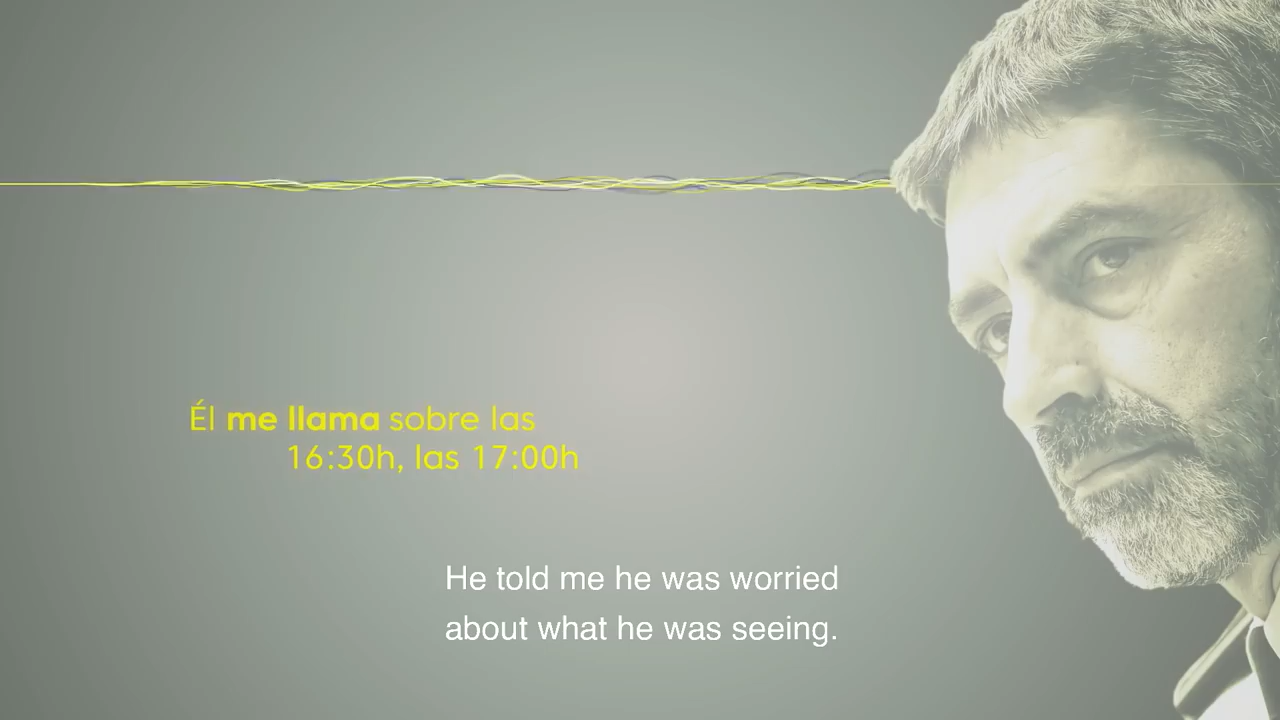 Él me llama sobre las
16:30h, las 17:00h
He told me he was worried
about what he was seeing.